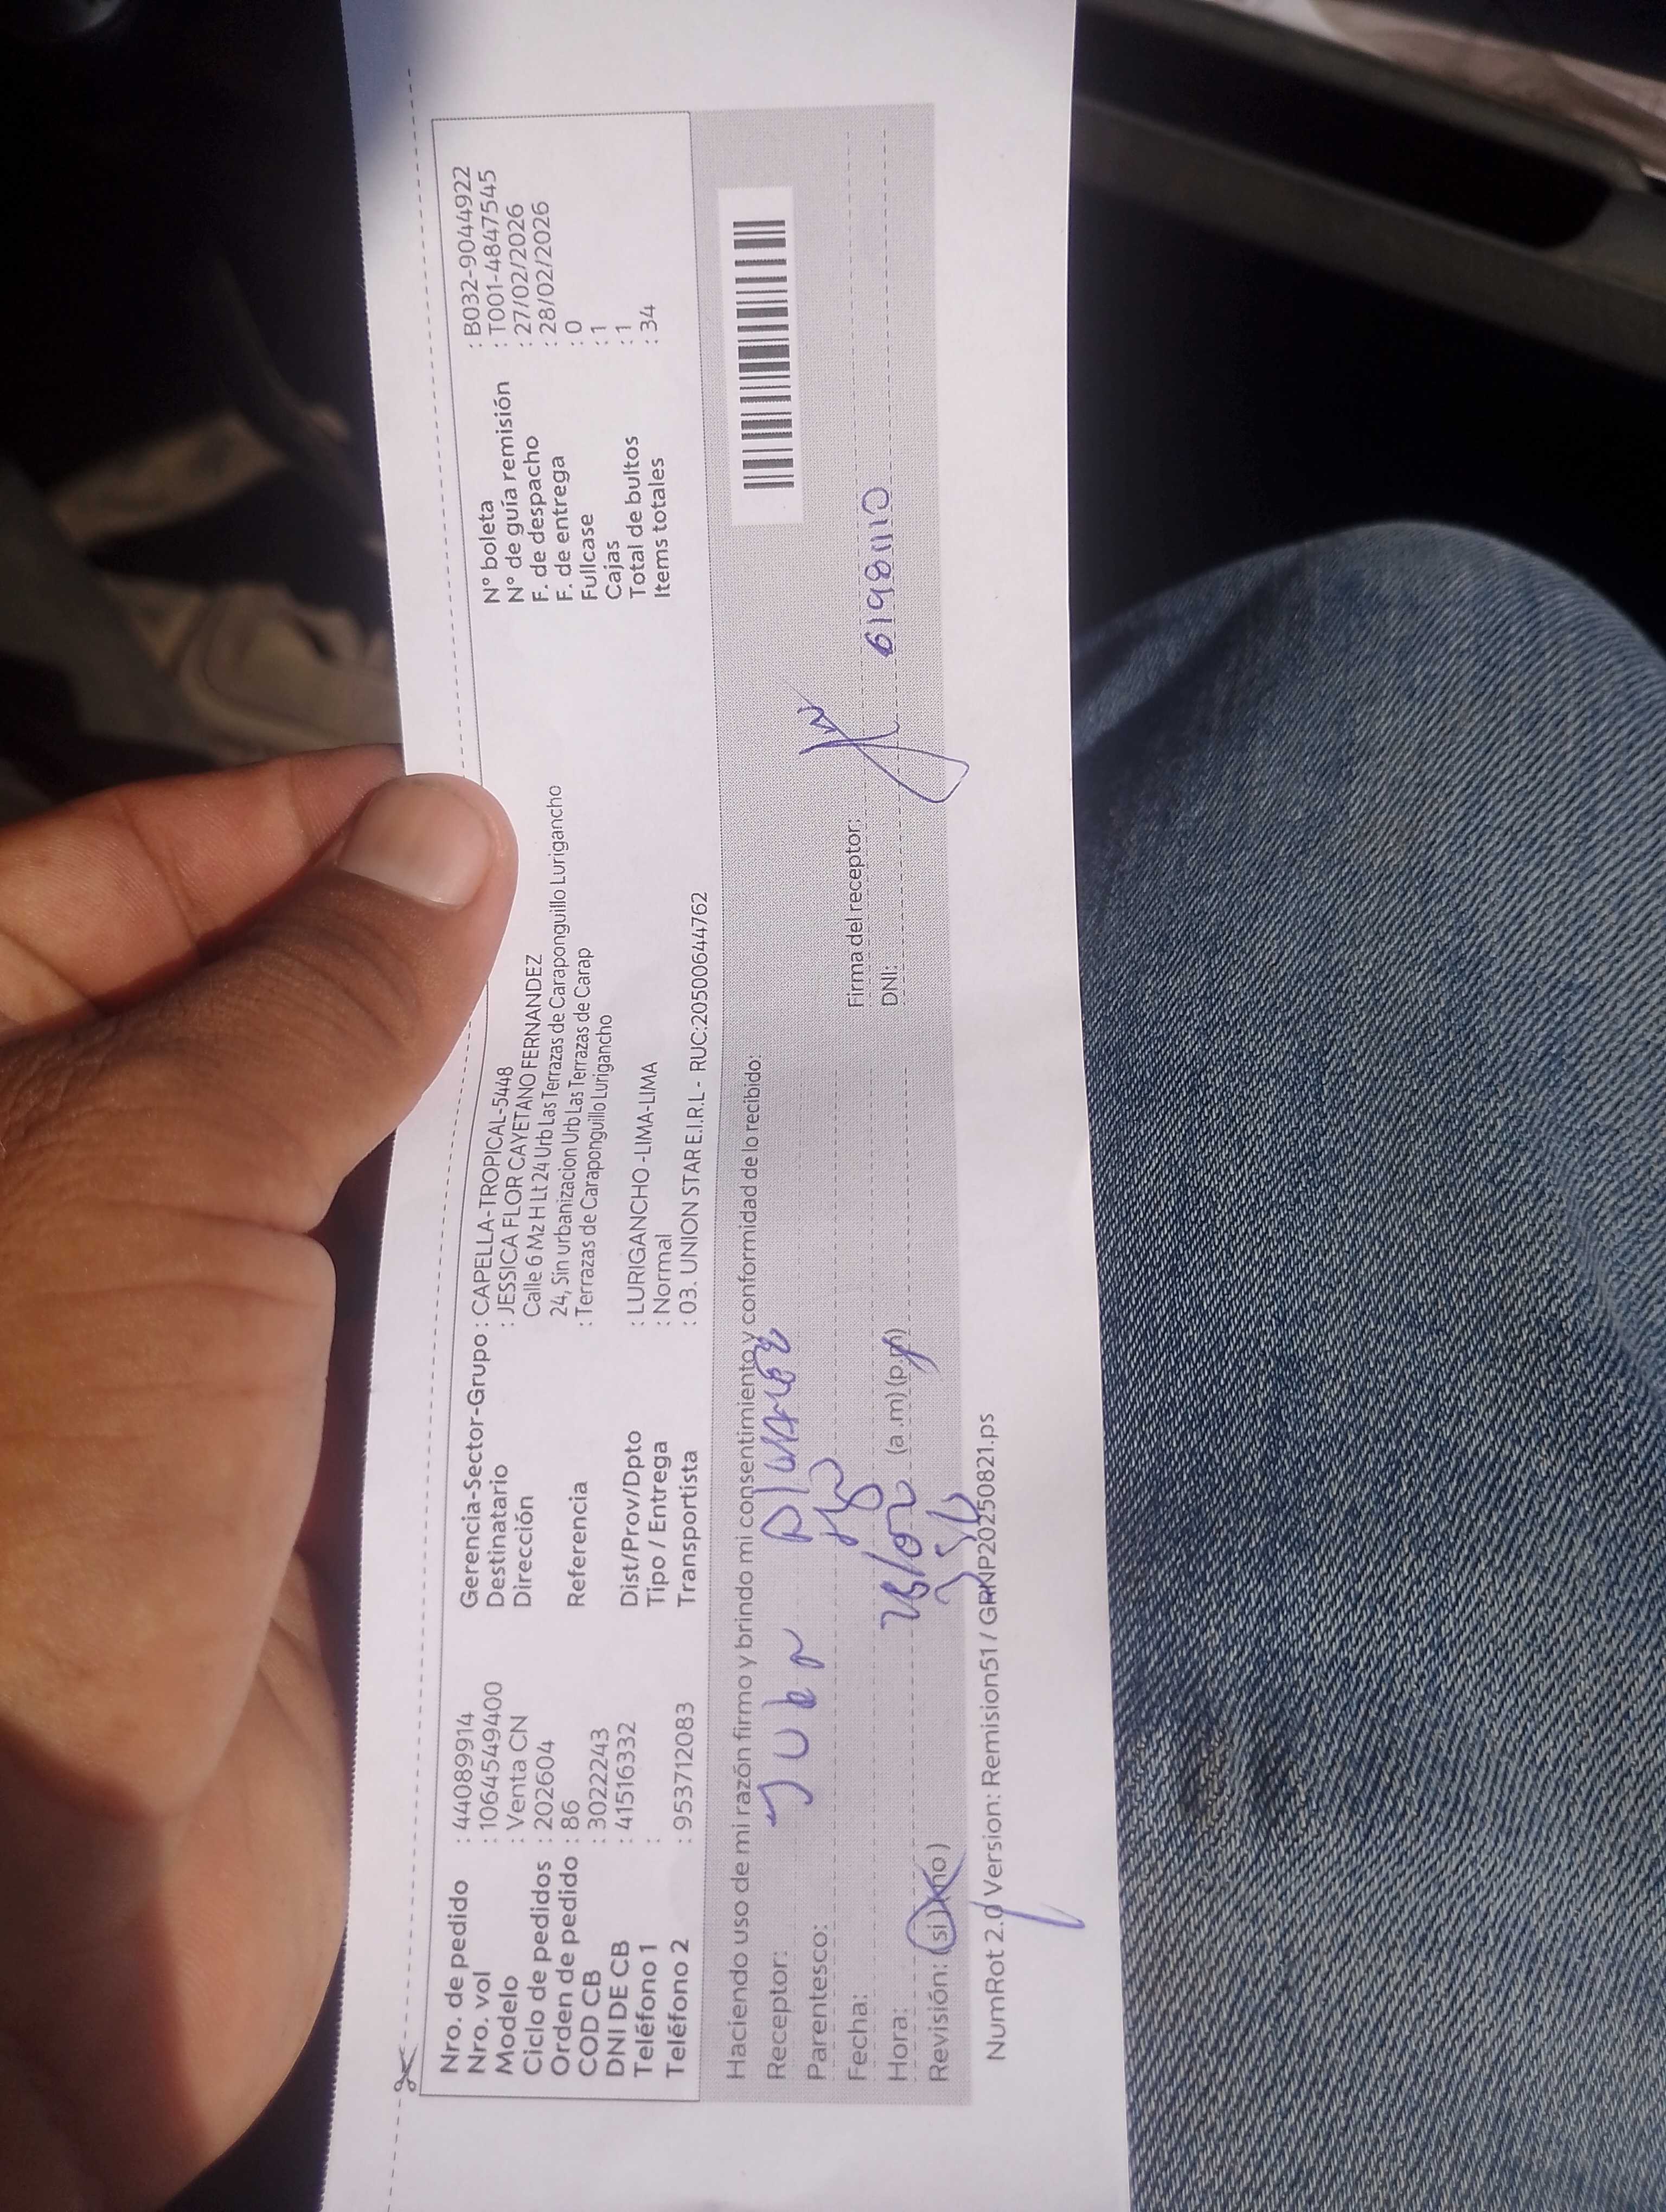 Nro. de pedido : 44089914
Nro. vol : 1064549400
Modelo : Venta CN
Ciclo de pedidos : 202604
Orden de pedido : 86
COD CB : 3022243
DNI DE CB : 41516332
Teléfono 1 :
Teléfono 2 : 953712083
Gerencia-Sector-Grupo : CAPELLA-TROPICAL-5448
Destinatario : JESSICA FLOR CAYETANO FERNANDEZ
Dirección Calle 6 Mz H Lt 24 Urb Las Terrazas de Caraponguillo Lurigancho
24, Sin urbanizacion Urb Las Terrazas de Carap
Referencia : Terrazas de Caraponguillo Lurigancho
Dist/Prov/Dpto : LURIGANCHO -LIMA-LIMA
Tipo / Entrega : Normal
Transportista : 03. UNION STAR E.I.R.L - RUC:20500644762
N° boleta : B032-9044922
N° de guía remisión : T001-4847545
F. de despacho : 27/02/2026
F. de entrega : 28/02/2026
Fullcase : 0
Cajas : 1
Total de bultos : 1
Items totales : 34
Haciendo uso de mi razón firmo y brindo mi consentimiento y conformidad de lo recibido:
Receptor:
Parentesco:
Fecha:
Hora: (a.m) (p.m)
Revisión: (si) (no)
Firma del receptor:
DNI: 61981110
NumRot 2.0 Version: Remision51 / GRNP20250821.ps